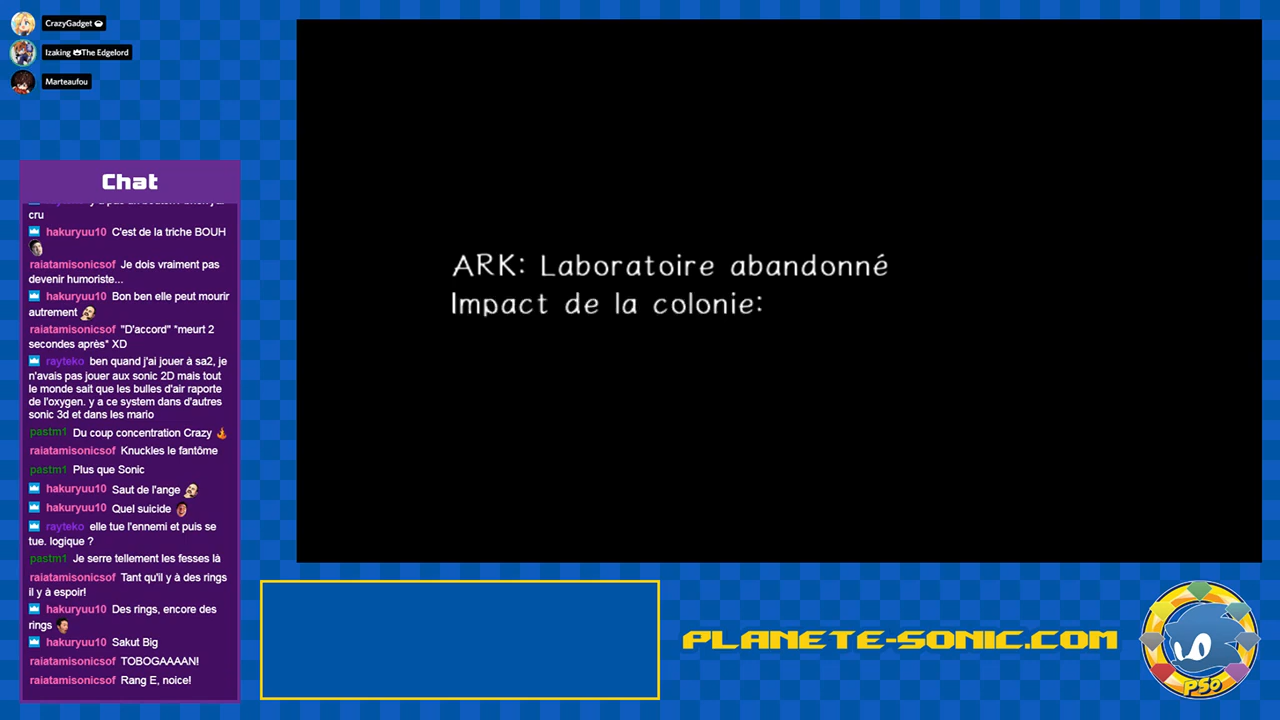 CrazyGadget
Izaking The Edgelord
Marteaufou
Chat
cru
hakuryuu10 C'est de la triche BOUH
raiatamisonicsof Je dois vraiment pas
devenir humoriste...
hakuryuu10 Bon ben elle peut mourir
autrement
raiatamisonicsof "D'accord" *meurt 2
secondes après* XD
rayteko ben quand j'ai jouer à sa2, je
n'avais pas jouer aux sonic 2D mais tout
le monde sait que les bulles d'air raporte
de l'oxygen. y a ce system dans d'autres
sonic 3d et dans les mario
pastm1 Du coup concentration Crazy
raiatamisonicsof Knuckles le fantôme
pastm1 Plus que Sonic
hakuryuu10 Saut de l'ange
hakuryuu10 Quel suicide
rayteko elle tue l'ennemi et puis se
tue. logique ?
pastm1 Je serre tellement les fesses là
raiatamisonicsof Tant qu'il y à des rings
il y à espoir!
hakuryuu10 Des rings, encore des
rings
hakuryuu10 Sakut Big
raiatamisonicsof TOBOGAAAAN!
raiatamisonicsof Rang E, noice!
ARK: Laboratoire abandonné
Impact de la colonie:
PLANETE-SONIC.COM
PSo